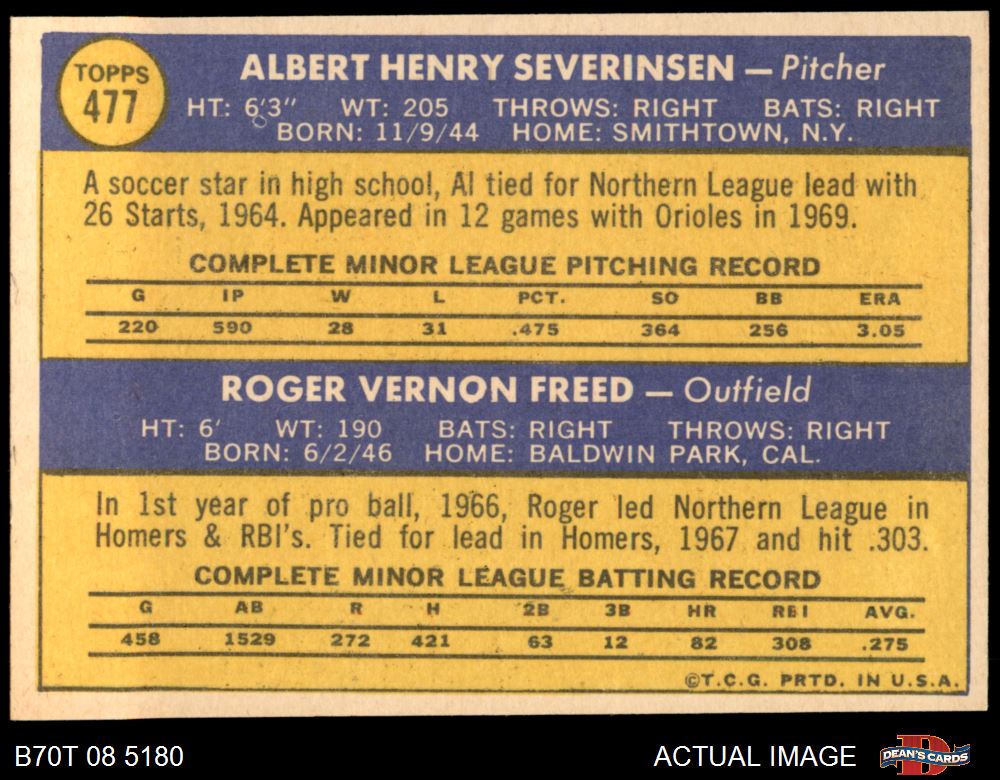 TOPPS
477
ALBERT HENRY SEVERINSEN — Pitcher
HT: 6'3" WT: 205 THROWS: RIGHT BATS: RIGHT
BORN: 11/9/44 HOME: SMITHTOWN, N.Y.
A soccer star in high school, Al tied for Northern League lead with
26 Starts, 1964. Appeared in 12 games with Orioles in 1969.
COMPLETE MINOR LEAGUE PITCHING RECORD
G IP W L PCT. SO BB ERA
220 590 28 31 .475 364 256 3.05
ROGER VERNON FREED — Outfield
HT: 6' WT: 190 BATS: RIGHT THROWS: RIGHT
BORN: 6/2/46 HOME: BALDWIN PARK, CAL.
In 1st year of pro ball, 1966, Roger led Northern League in
Homers & RBI's. Tied for lead in Homers, 1967 and hit .303.
COMPLETE MINOR LEAGUE BATTING RECORD
G AB R H 2B 3B HR RBI AVG.
458 1529 272 421 63 12 82 308 .275
©T.C.G. PRTD. IN U.S.A.
B70T 08 5180 ACTUAL IMAGE DEAN'S CARDS